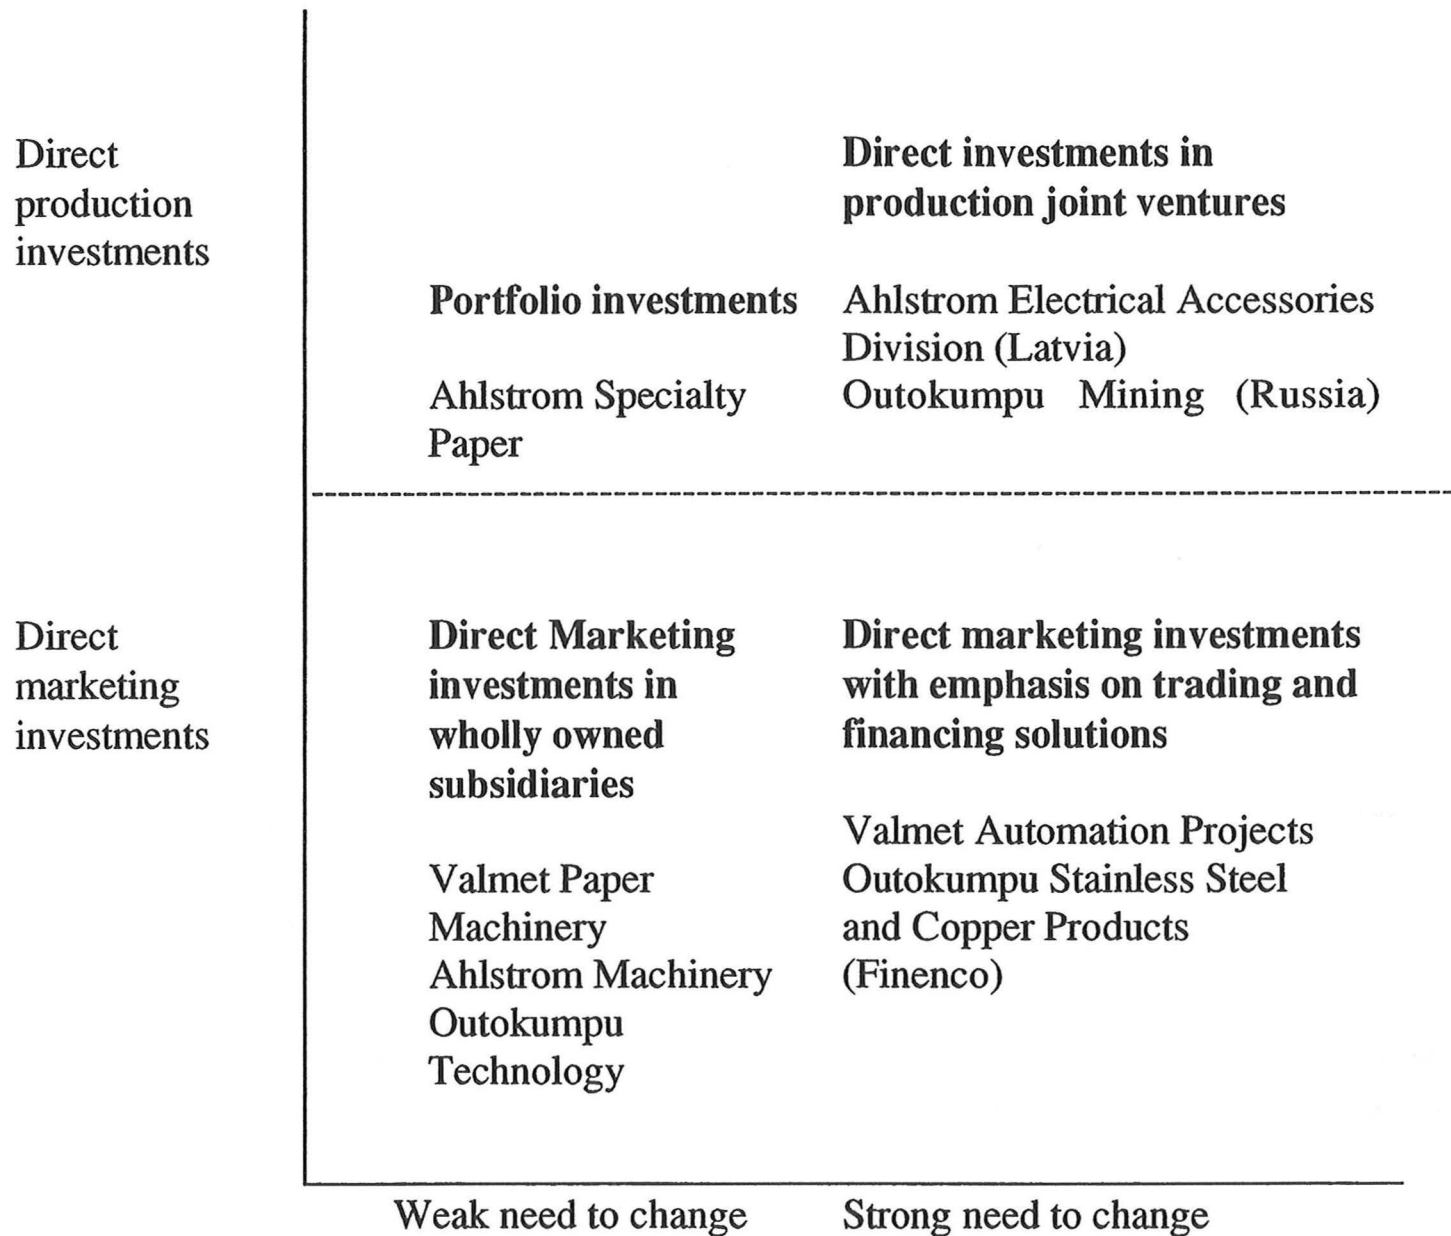 Direct
production
investments
Direct investments in
production joint ventures
Portfolio investments
Ahlstrom Specialty
Paper
Ahlstrom Electrical Accessories
Division (Latvia)
Outokumpu Mining (Russia)
Direct
marketing
investments
Direct Marketing
investments in
wholly owned
subsidiaries
Valmet Paper
Machinery
Ahlstrom Machinery
Outokumpu
Technology
Direct marketing investments
with emphasis on trading and
financing solutions
Valmet Automation Projects
Outokumpu Stainless Steel
and Copper Products
(Finenco)
Weak need to change
Strong need to change